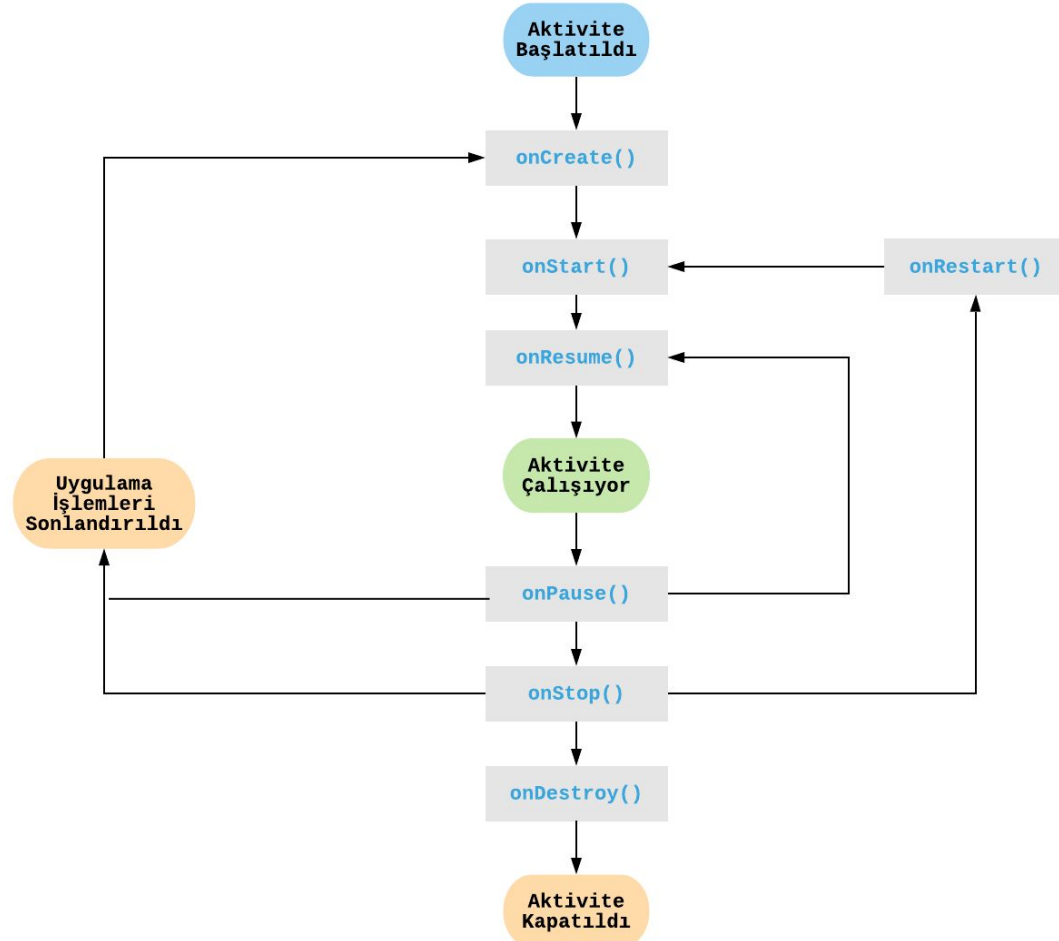 Aktivite
Başlatıldı
onCreate()
onStart()
onRestart()
onResume()
Aktivite
Çalışıyor
Uygulama
İşlemleri
Sonlandırıldı
onPause()
onStop()
onDestroy()
Aktivite
Kapatıldı